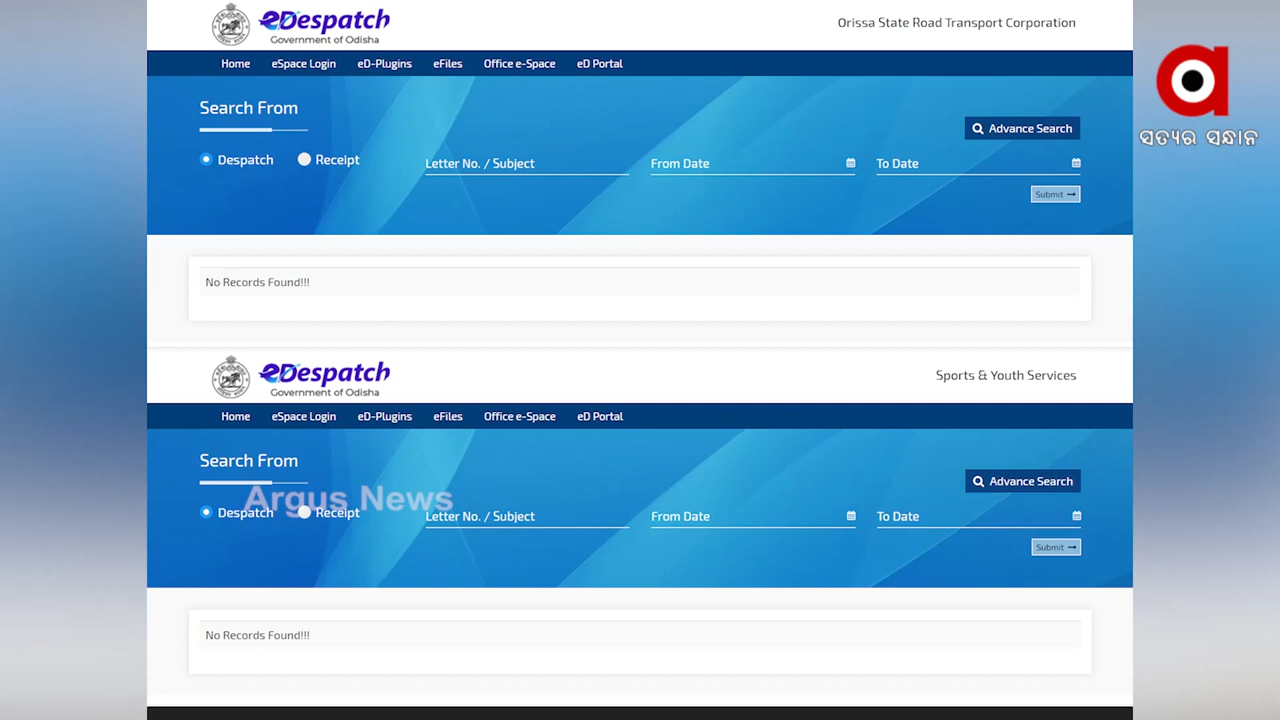 eDespatch
Government of Odisha
Orissa State Road Transport Corporation
Home eSpace Login eD-Plugins eFiles Office e-Space eD Portal
Search From
Advance Search
Despatch Receipt Letter No. / Subject From Date To Date
Submit
No Records Found!!!
eDespatch
Government of Odisha
Sports & Youth Services
Home eSpace Login eD-Plugins eFiles Office e-Space eD Portal
Search From
Advance Search
Argus News
Despatch Receipt Letter No. / Subject From Date To Date
Submit
No Records Found!!!
a
ସତ୍ୟର ସନ୍ଧାନ